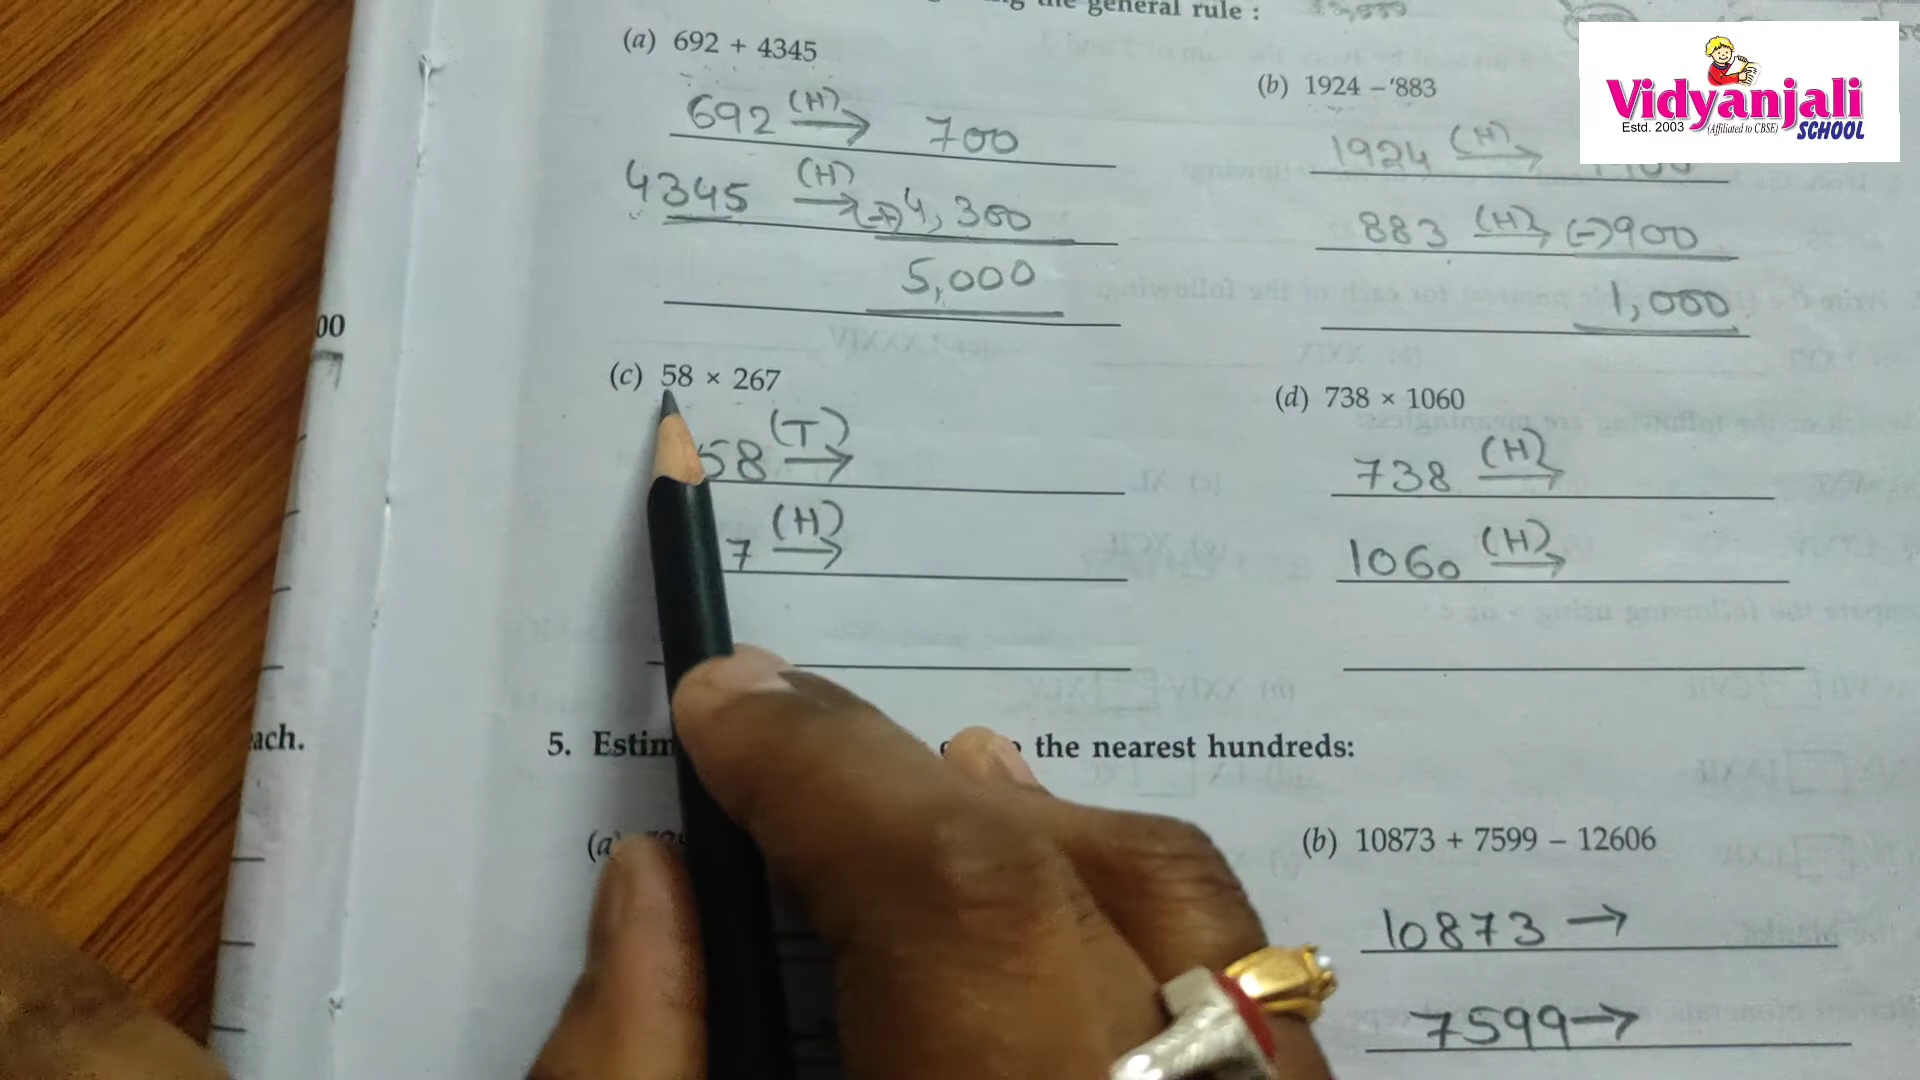 the general rule :
(a) 692 + 4345
692 (H) → 700
4345 (H) → (+) 4,300
5,000
(b) 1924 – 883
1924 (H) →
883 (H) → (-) 900
1,000
(c) 58 × 267
58 (T) →
7 (H) →
(d) 738 × 1060
738 (H) →
1060 (H) →
00
ach.
5. Estim the nearest hundreds:
(a)
(b) 10873 + 7599 – 12606
10873 →
7599 →
Vidyanjali
Estd. 2003 (Affiliated to CBSE) SCHOOL